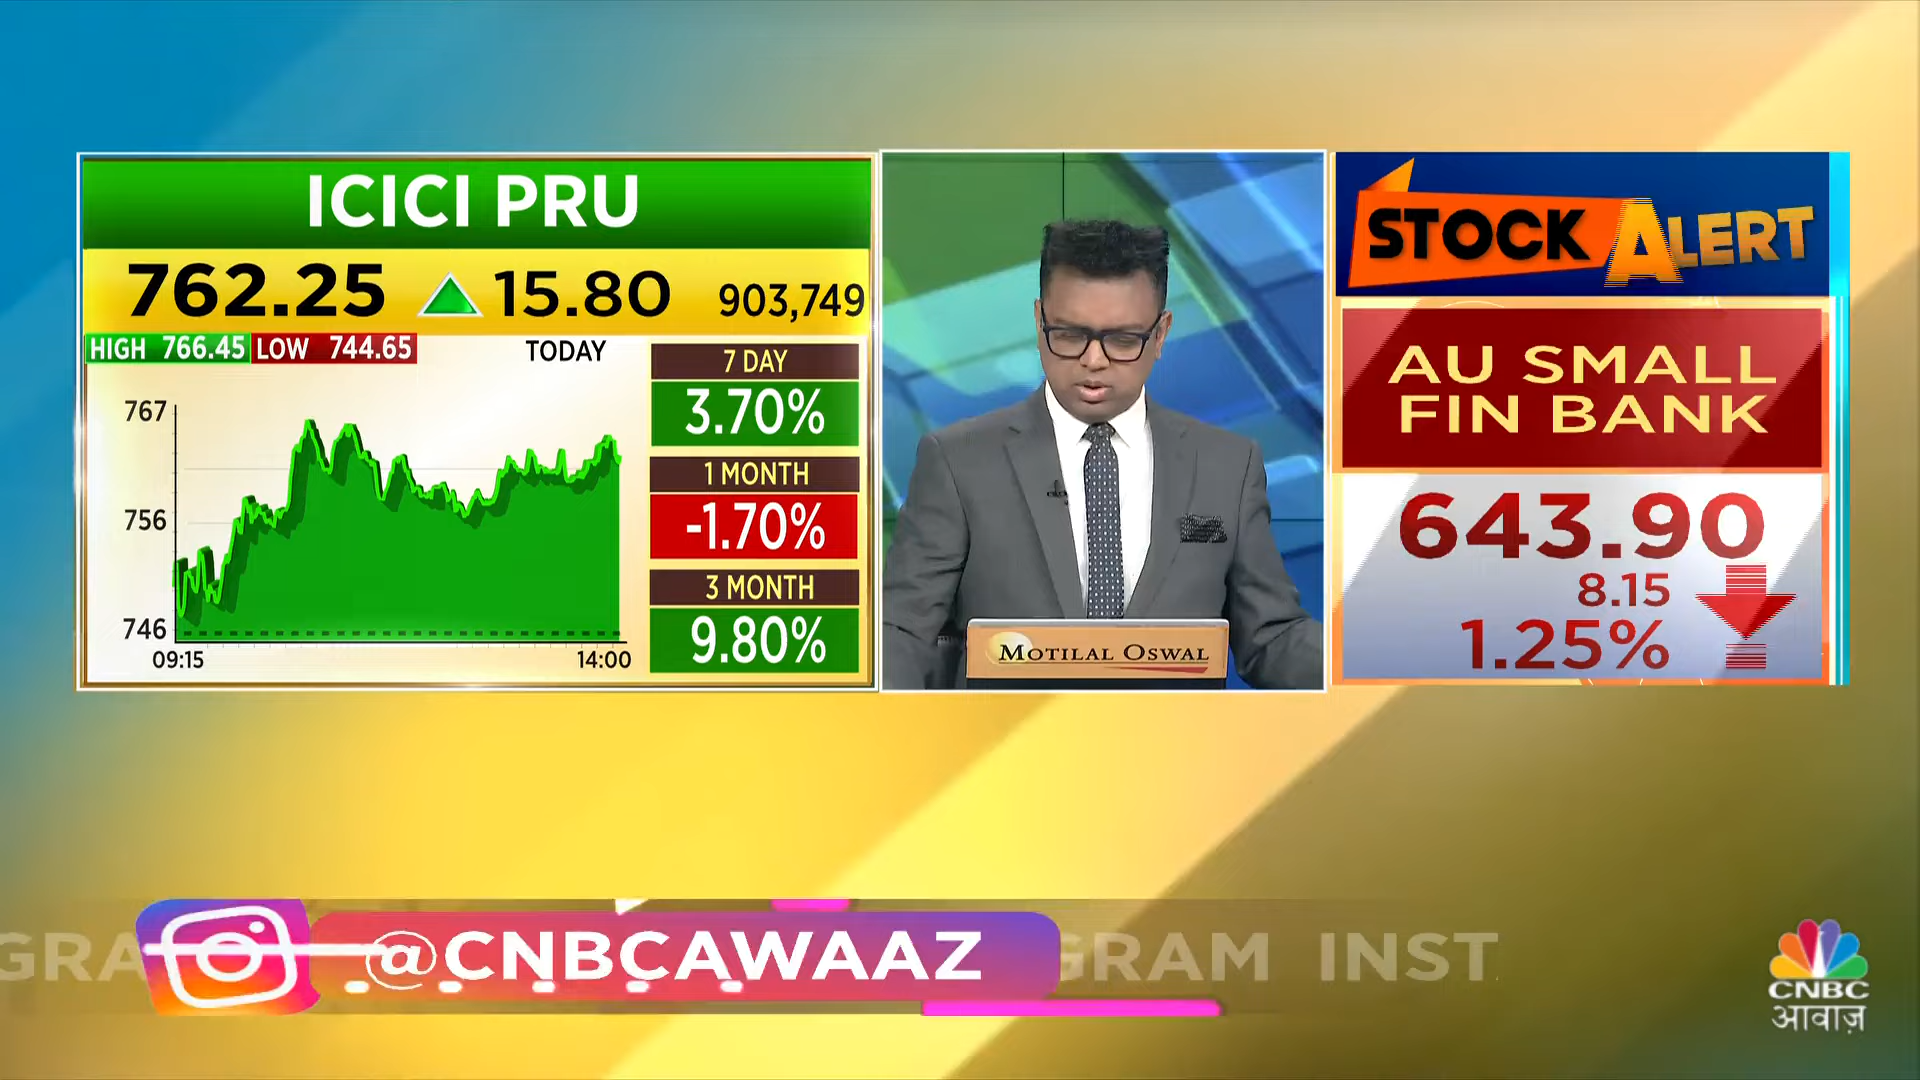 ICICI PRU
762.25 15.80 903,749
HIGH 766.45 LOW 744.65 TODAY
767
756
746
09:15 14:00
7 DAY
3.70%
1 MONTH
-1.70%
3 MONTH
9.80%
MOTILAL OSWAL
STOCK ALERT
AU SMALL
FIN BANK
643.90
8.15
1.25%
GRA @CNBCAWAAZ GRAM INST
CNBC
आवाज़